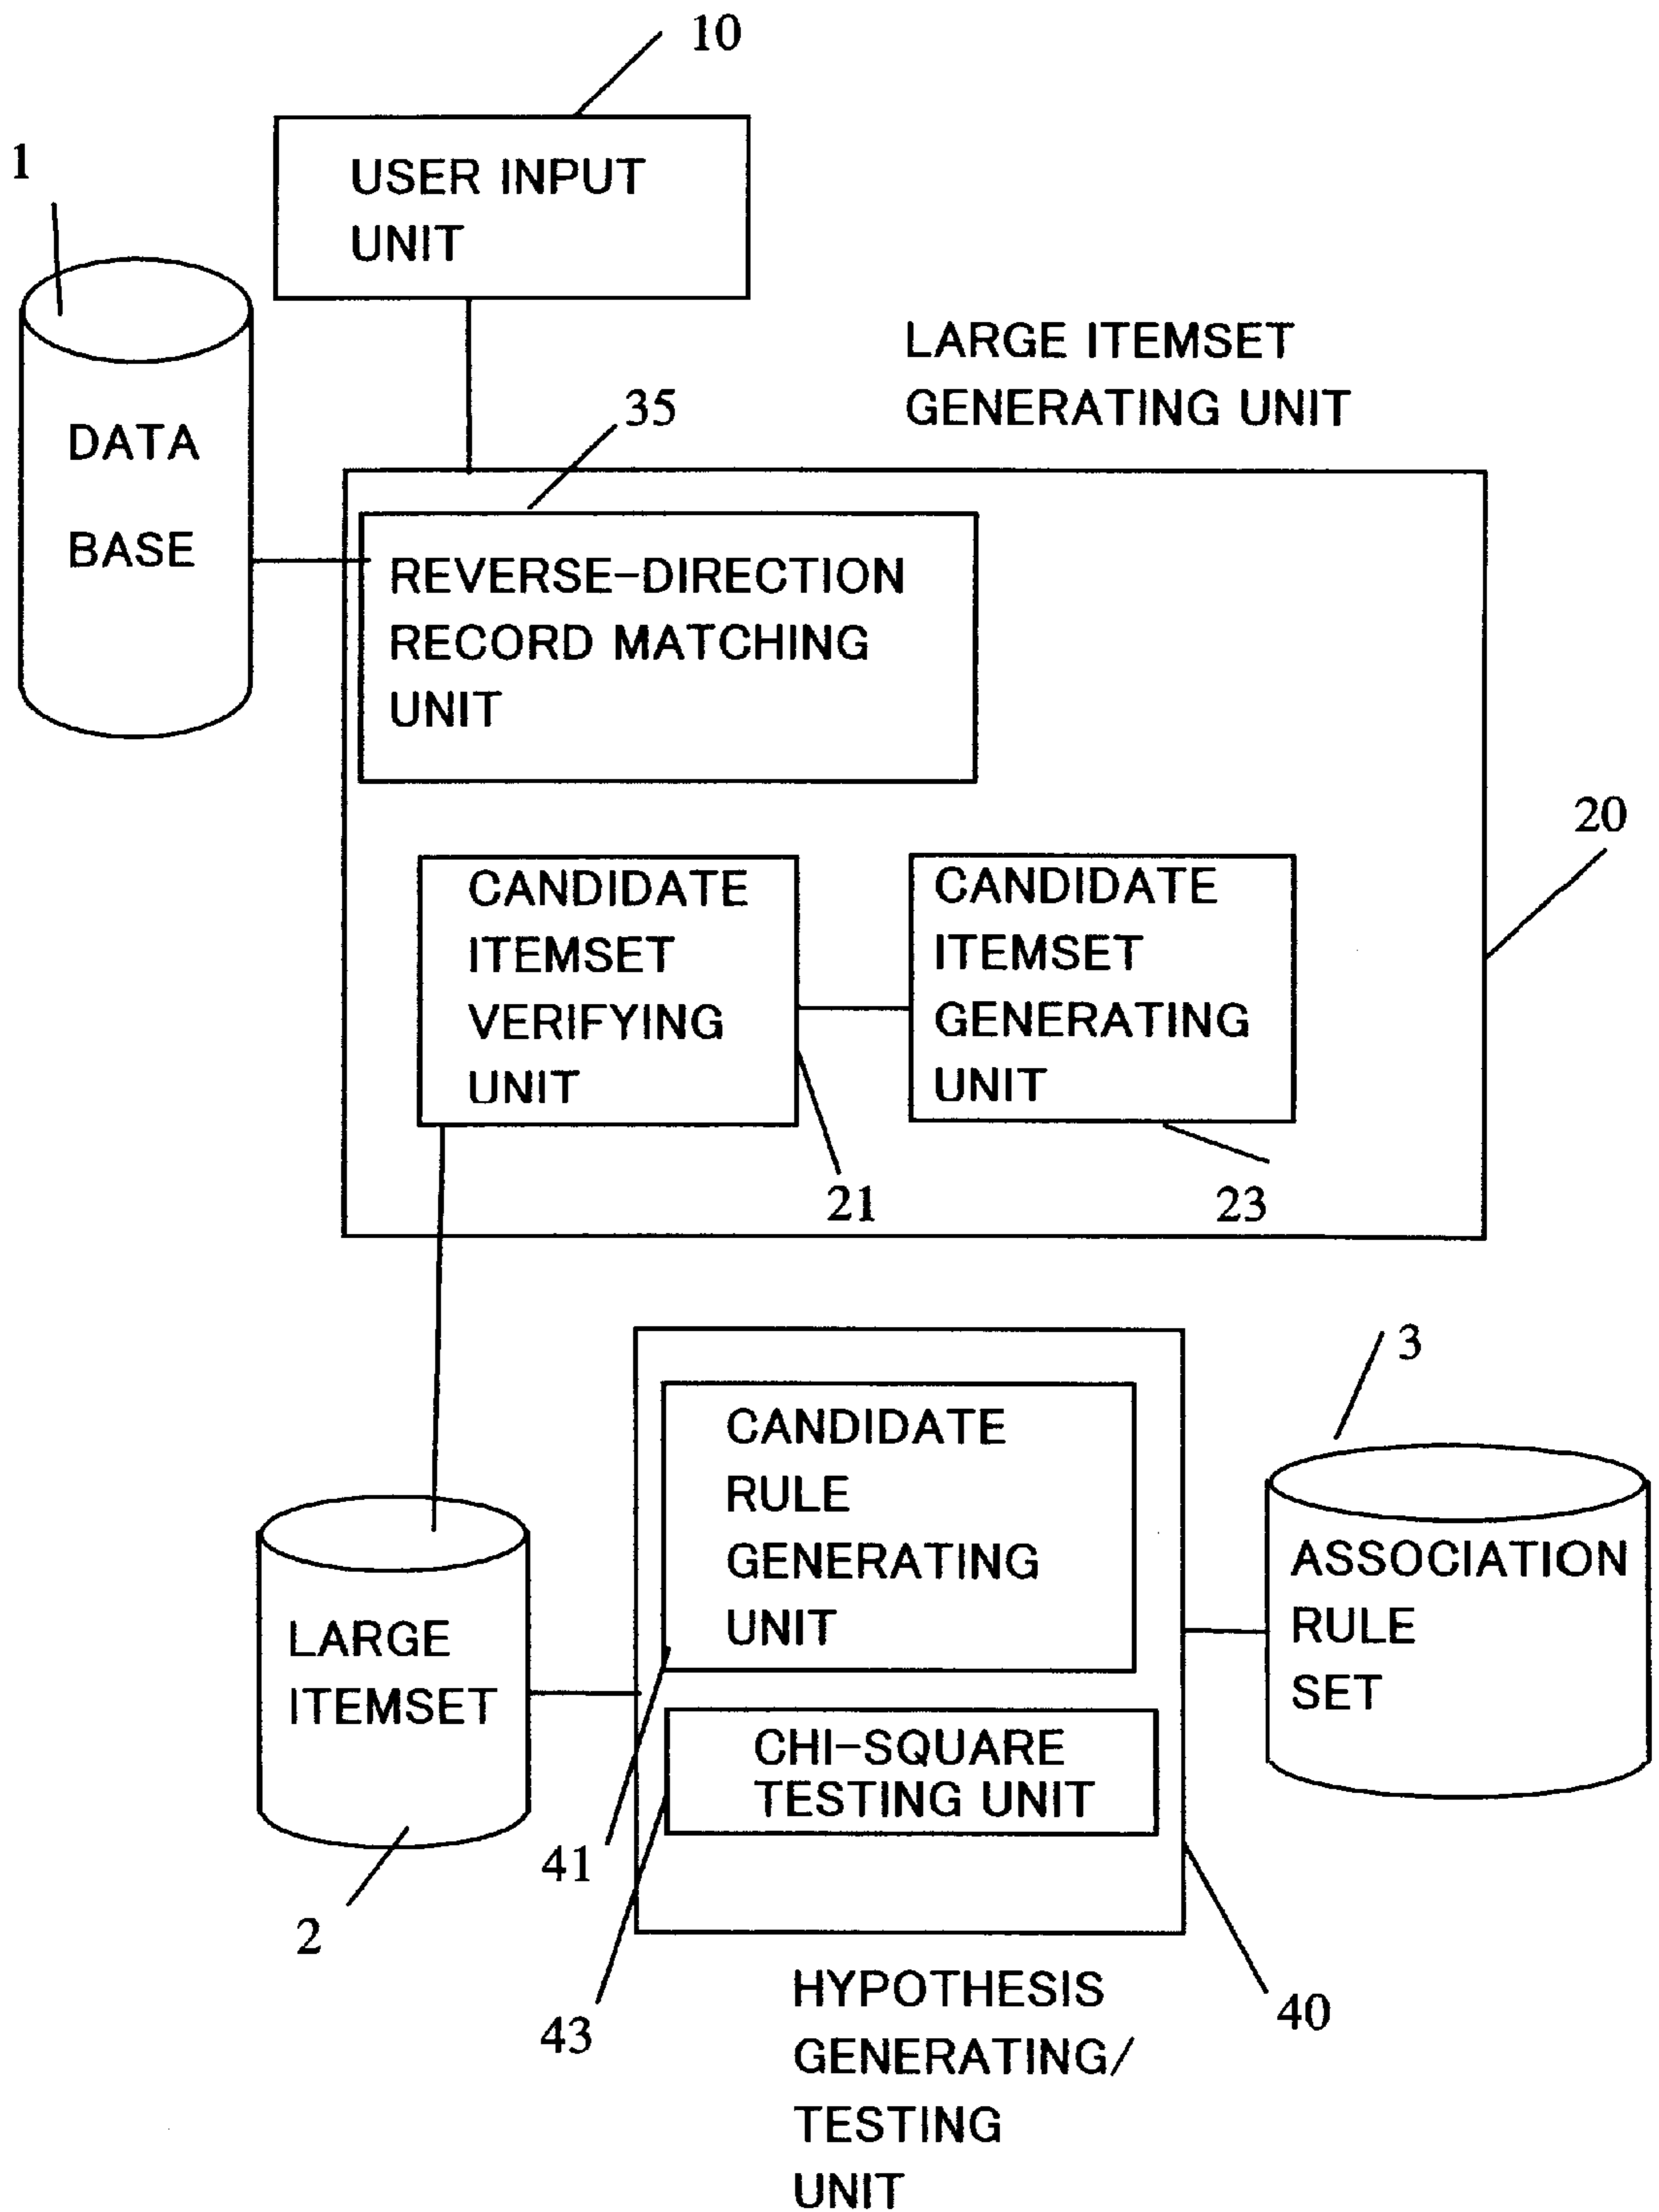 10
1
USER INPUT
UNIT
LARGE ITEMSET
GENERATING UNIT
35
DATA
BASE
REVERSE-DIRECTION
RECORD MATCHING
UNIT
20
CANDIDATE
ITEMSET
VERIFYING
UNIT
CANDIDATE
ITEMSET
GENERATING
UNIT
21
23
3
CANDIDATE
RULE
GENERATING
UNIT
ASSOCIATION
RULE
SET
LARGE
ITEMSET
CHI-SQUARE
TESTING UNIT
41
2
43
40
HYPOTHESIS
GENERATING/
TESTING
UNIT